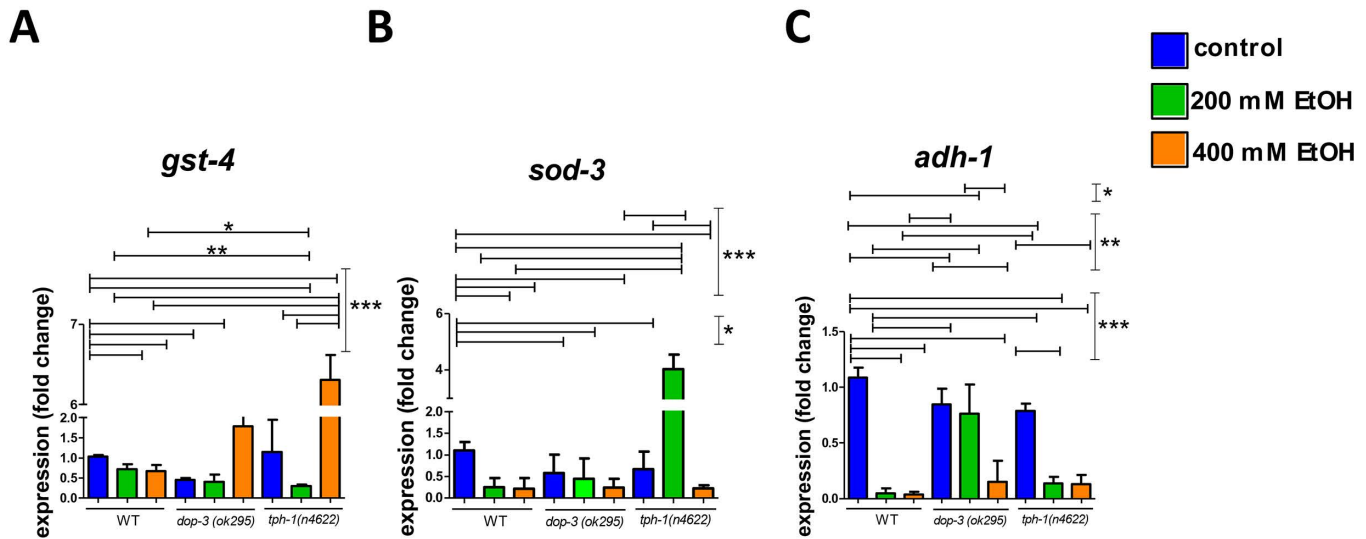 A
B
C
control
200 mM EtOH
400 mM EtOH
gst-4
sod-3
adh-1
*
**
***
expression (fold change)
7
6
2.0
1.5
1.0
0.5
0.0
WT
dop-3 (ok295)
tph-1(n4622)
***
*
expression (fold change)
6
4
2.0
1.5
1.0
0.5
0.0
WT
dop-3 (ok295)
tph-1(n4622)
*
**
***
expression (fold change)
1.5
1.0
0.5
0.0
WT
dop-3 (ok295)
tph-1(n4622)